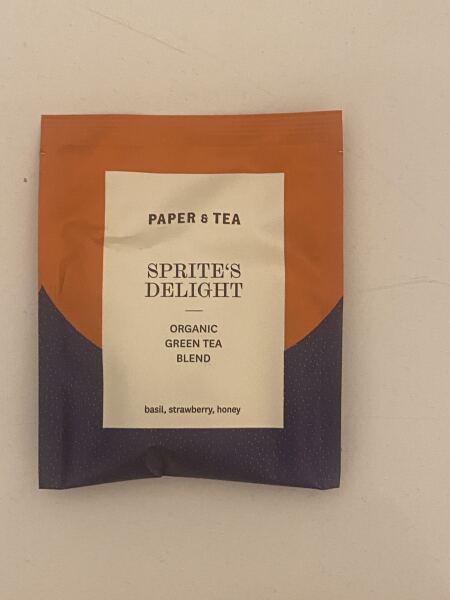 PAPER & TEA
SPRITE‘S
DELIGHT
ORGANIC
GREEN TEA
BLEND
basil, strawberry, honey